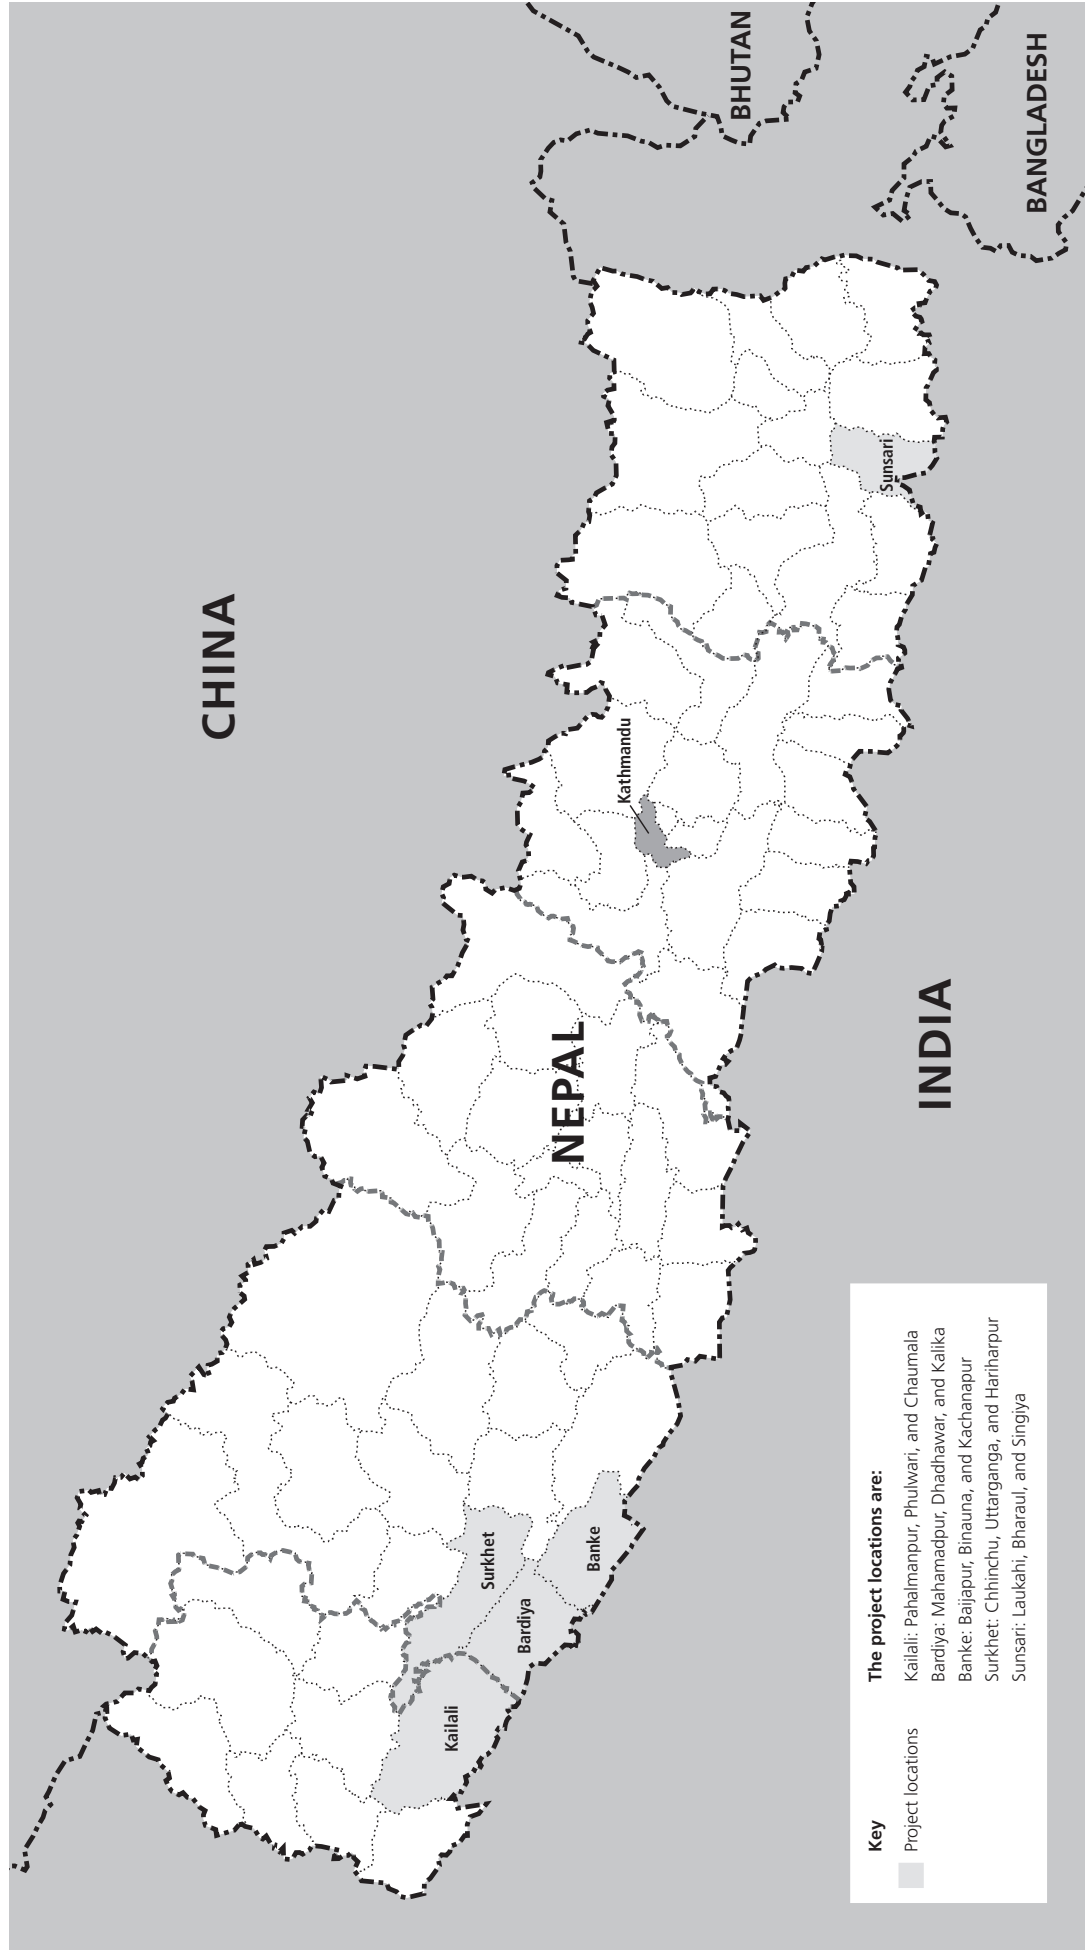 CHINA
BHUTAN
BANGLADESH
NEPAL
INDIA
Kathmandu
Surkhet
Banke
Bardiya
Kailali
Sunsari
Key
Project locations
The project locations are:
Kailali: Pahalmanpur, Phulwari, and Chaumala
Bardiya: Mahamadpur, Dhadhawar, and Kalika
Banke: Baijapur, Binauna, and Kachanapur
Surkhet: Chhinchu, Uttarganga, and Hariharpur
Sunsari: Laukahi, Bharaul, and Singiya